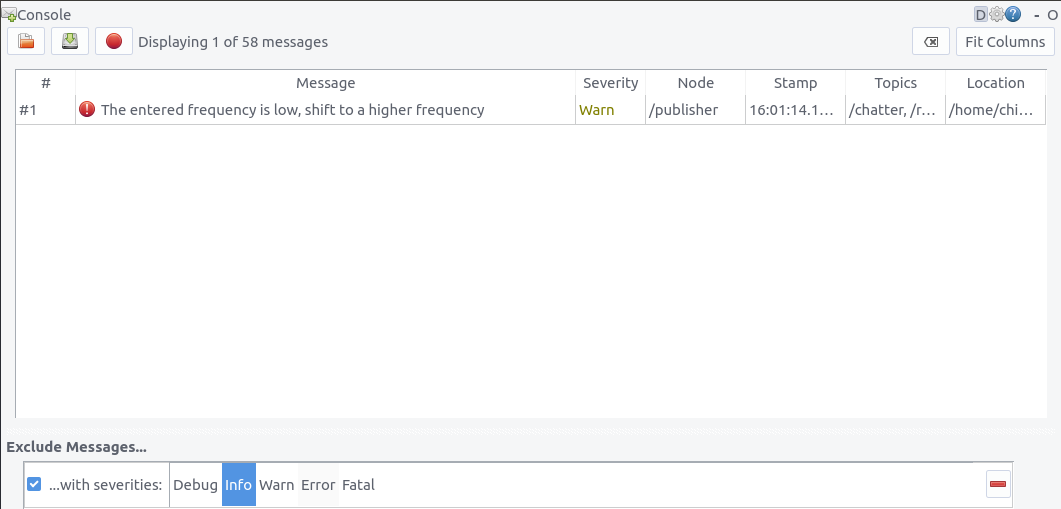 Console D ? - O
Displaying 1 of 58 messages Fit Columns
# Message Severity Node Stamp Topics Location
#1 The entered frequency is low, shift to a higher frequency Warn /publisher 16:01:14.1... /chatter, /r... /home/chi...
Exclude Messages...
...with severities: Debug Info Warn Error Fatal